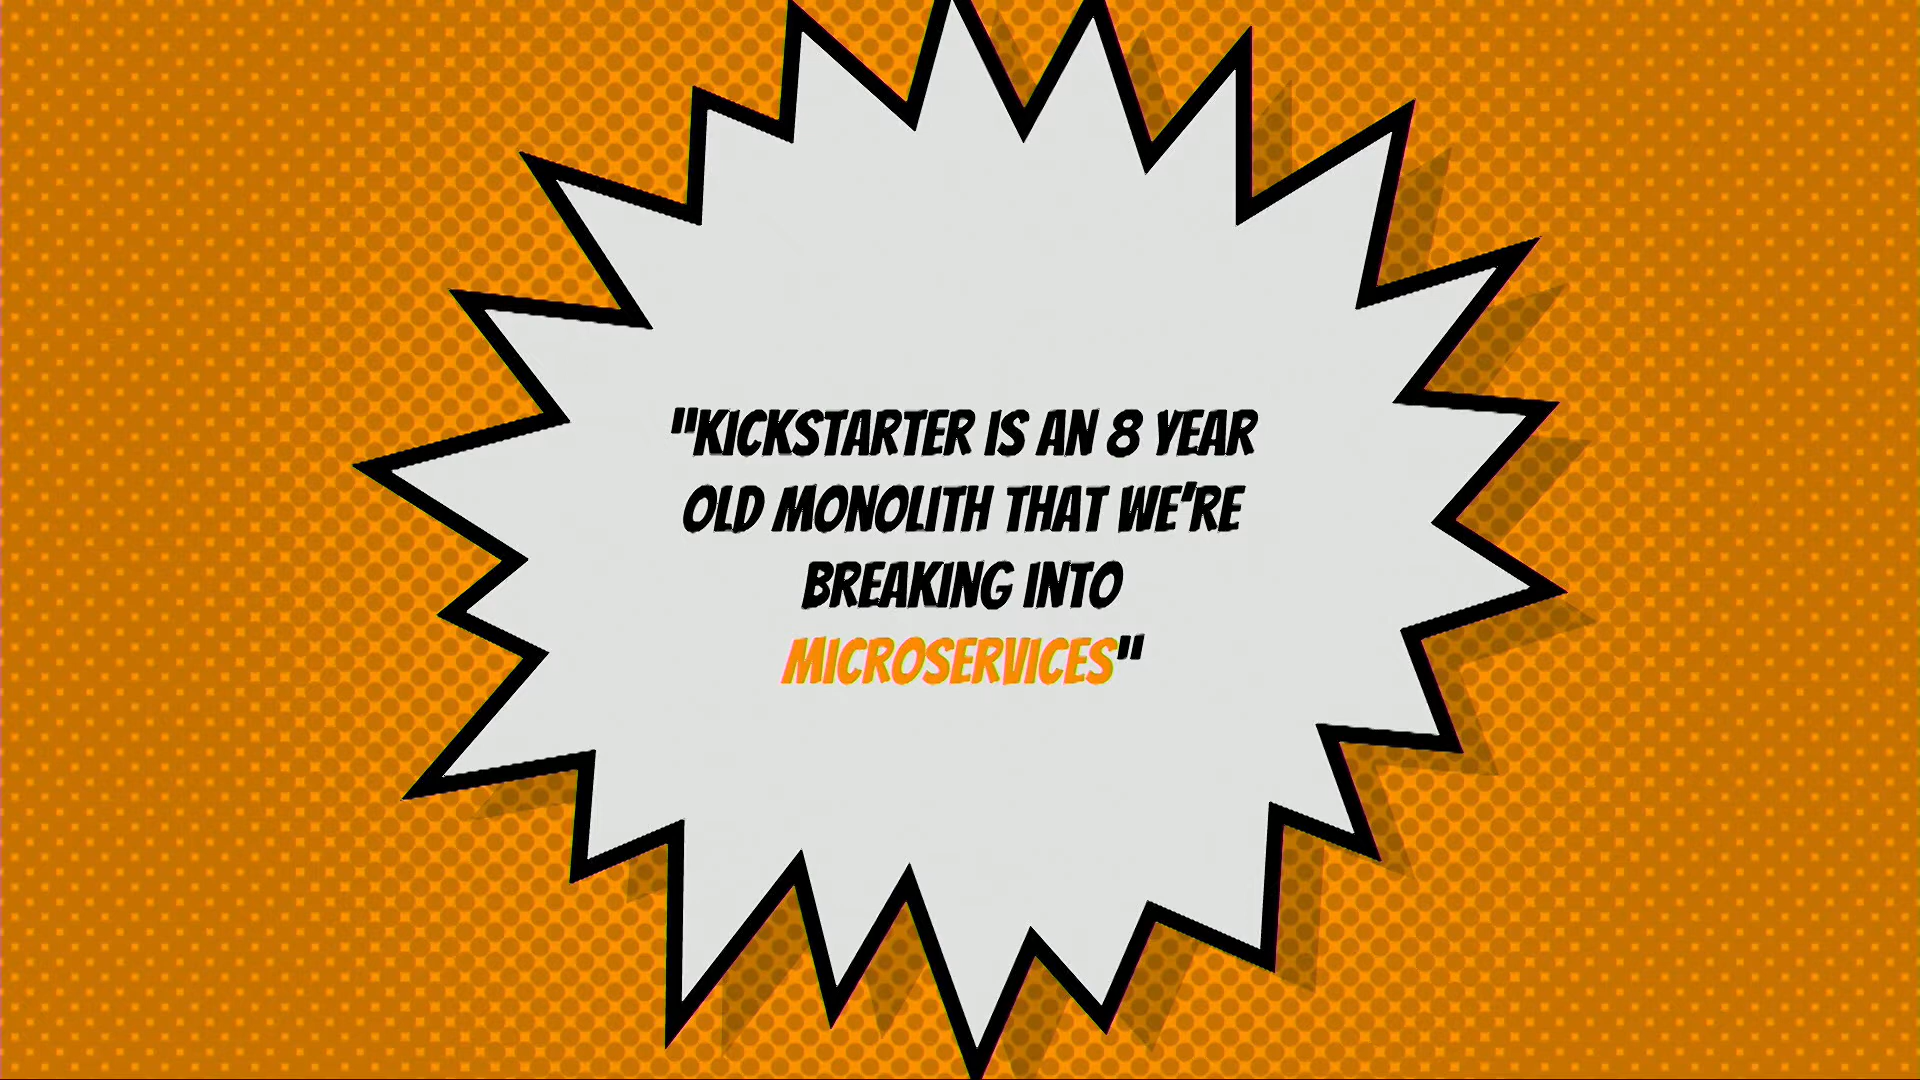 "KICKSTARTER IS AN 8 YEAR
OLD MONOLITH THAT WE'RE
BREAKING INTO
MICROSERVICES"